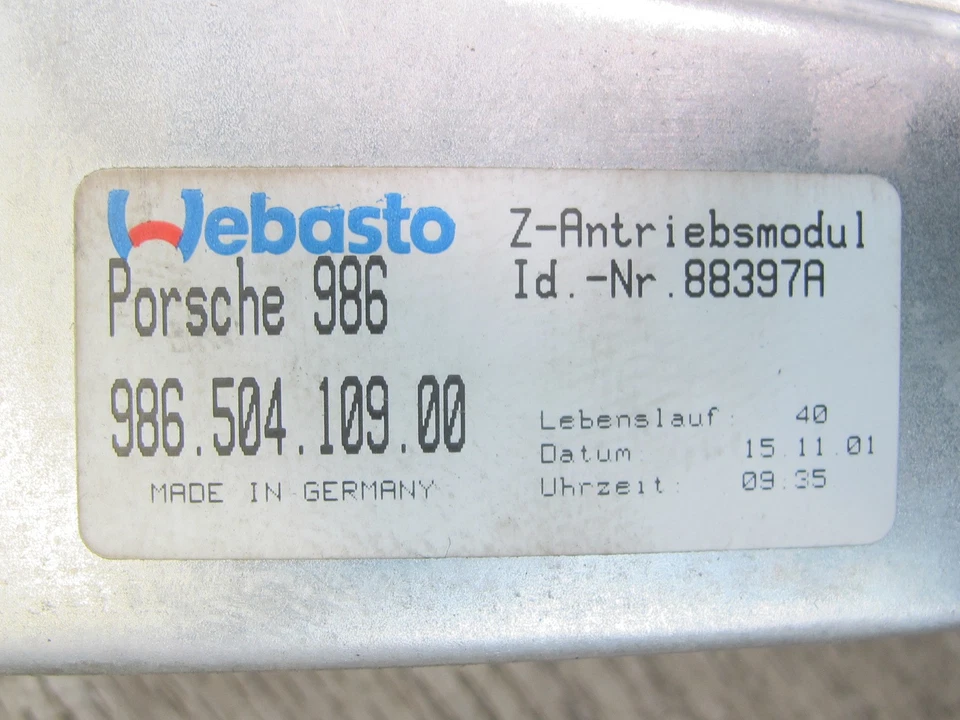 Webasto
Porsche 986
986.504.109.00
MADE IN GERMANY
Z-Antriebsmodul
Id.-Nr.88397A
Lebenslauf: 40
Datum: 15.11.01
Uhrzeit: 09:35